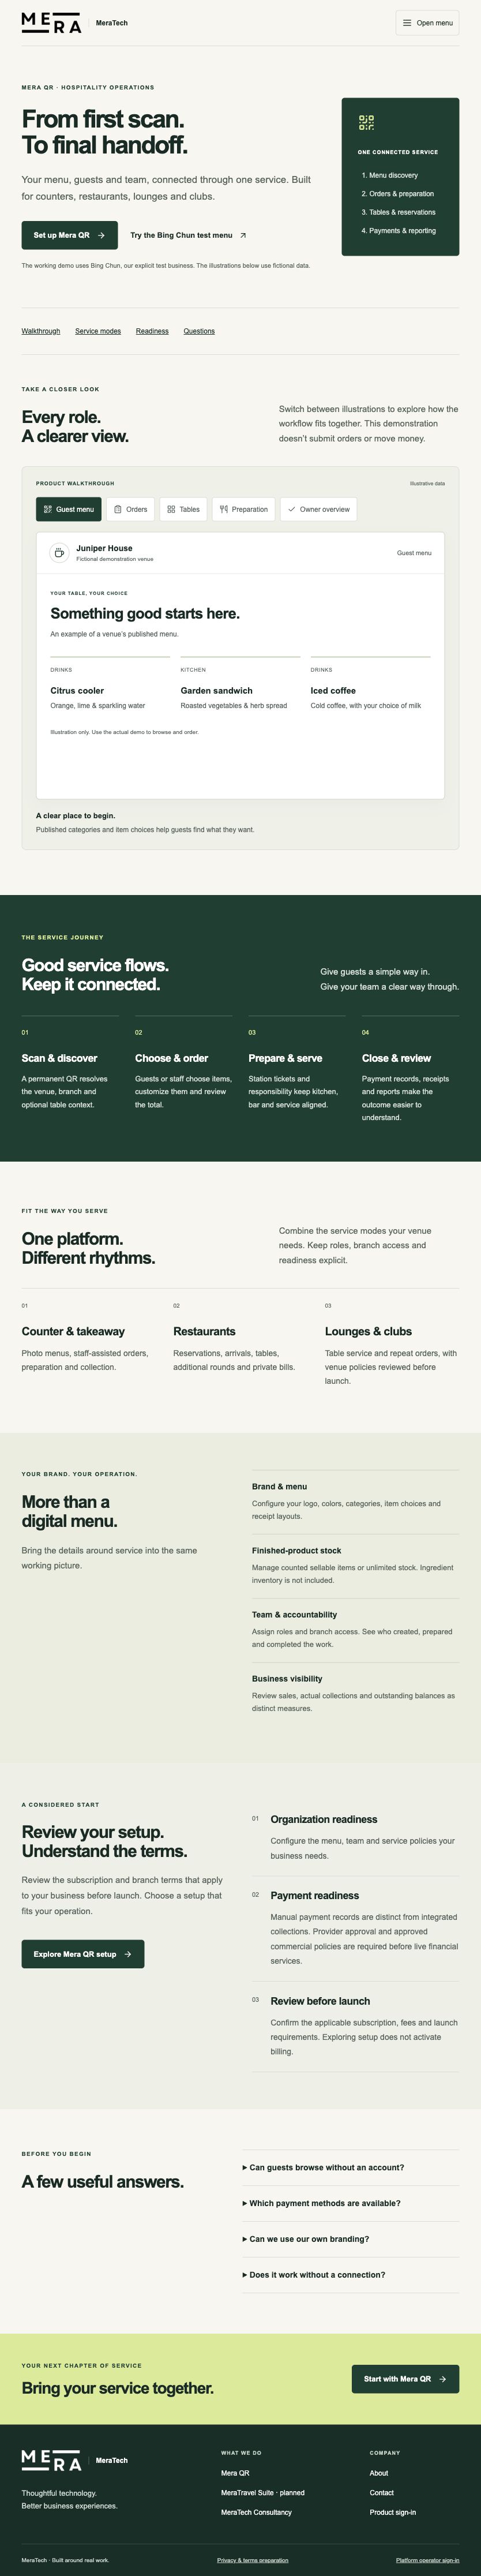 MERA
MeraTech
Open menu
MERA QR · HOSPITALITY OPERATIONS
From first scan.
To final handoff.
Your menu, guests and team, connected through one service. Built
for counters, restaurants, lounges and clubs.
Set up Mera QR
Try the Bing Chun test menu
The working demo uses Bing Chun, our explicit test business. The illustrations below use fictional data.
ONE CONNECTED SERVICE
1. Menu discovery
2. Orders & preparation
3. Tables & reservations
4. Payments & reporting
Walkthrough
Service modes
Readiness
Questions
TAKE A CLOSER LOOK
Every role.
A clearer view.
Switch between illustrations to explore how the
workflow fits together. This demonstration
doesn’t submit orders or move money.
PRODUCT WALKTHROUGH
Illustrative data
Guest menu
Orders
Tables
Preparation
Owner overview
Juniper House
Fictional demonstration venue
Guest menu
YOUR TABLE, YOUR CHOICE
Something good starts here.
An example of a venue’s published menu.
DRINKS
Citrus cooler
Orange, lime & sparkling water
KITCHEN
Garden sandwich
Roasted vegetables & herb spread
DRINKS
Iced coffee
Cold coffee, with your choice of milk
Illustration only. Use the actual demo to browse and order.
A clear place to begin.
Published categories and item choices help guests find what they want.
THE SERVICE JOURNEY
Good service flows.
Keep it connected.
Give guests a simple way in.
Give your team a clear way through.
01
Scan & discover
A permanent QR resolves
the venue, branch and
optional table context.
02
Choose & order
Guests or staff choose items,
customize them and review
the total.
03
Prepare & serve
Station tickets and
responsibility keep kitchen,
bar and service aligned.
04
Close & review
Payment records, receipts
and reports make the
outcome easier to
understand.
FIT THE WAY YOU SERVE
One platform.
Different rhythms.
Combine the service modes your venue
needs. Keep roles, branch access and
readiness explicit.
01
Counter & takeaway
Photo menus, staff-assisted orders,
preparation and collection.
02
Restaurants
Reservations, arrivals, tables,
additional rounds and private bills.
03
Lounges & clubs
Table service and repeat orders, with
venue policies reviewed before
launch.
YOUR BRAND. YOUR OPERATION.
More than a
digital menu.
Bring the details around service into the same
working picture.
Brand & menu
Configure your logo, colors, categories, item choices and
receipt layouts.
Finished-product stock
Manage counted sellable items or unlimited stock. Ingredient
inventory is not included.
Team & accountability
Assign roles and branch access. See who created, prepared
and completed the work.
Business visibility
Review sales, actual collections and outstanding balances as
distinct measures.
A CONSIDERED START
Review your setup.
Understand the terms.
Review the subscription and branch terms that apply
to your business before launch. Choose a setup that
fits your operation.
Explore Mera QR setup
01
Organization readiness
Configure the menu, team and service policies your
business needs.
02
Payment readiness
Manual payment records are distinct from integrated
collections. Provider approval and approved
commercial policies are required before live financial
services.
03
Review before launch
Confirm the applicable subscription, fees and launch
requirements. Exploring setup does not activate
billing.
BEFORE YOU BEGIN
A few useful answers.
Can guests browse without an account?
Which payment methods are available?
Can we use our own branding?
Does it work without a connection?
YOUR NEXT CHAPTER OF SERVICE
Bring your service together.
Start with Mera QR
MERA
MeraTech
Thoughtful technology.
Better business experiences.
WHAT WE DO
Mera QR
MeraTravel Suite · planned
MeraTech Consultancy
COMPANY
About
Contact
Product sign-in
MeraTech · Built around real work.
Privacy & terms preparation
Platform operator sign-in